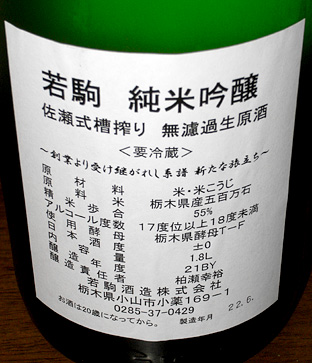 若駒 純米吟醸
佐瀬式槽搾り 無濾過生原酒
＜要冷蔵＞
～創業より受け継がれし系譜 新たな旅立ち～
原材料 米・米こうじ
原料米 栃木県産五百万石
精米歩合 55%
アルコール度数 17度位以上18度未満
使用酵母 栃木県酵母T-F
日本酒度 ±0
内容量 1.8L
醸造年度 21BY
醸造責任者 柏瀬幸裕
若駒酒造株式会社
栃木県小山市小薬169-1
0285-37-0429
お酒は20歳になってから。 製造年月 22.6.